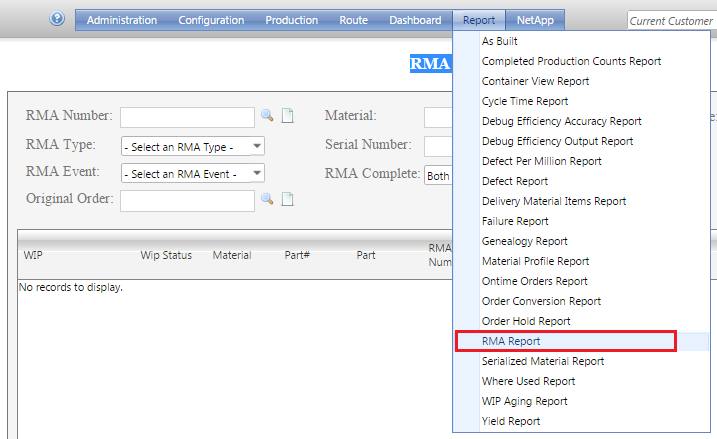 Administration Configuration Production Route Dashboard Report NetApp Current Customer
RMA
RMA Number: Material:
RMA Type: - Select an RMA Type - Serial Number:
RMA Event: - Select an RMA Event - RMA Complete: Both
Original Order:
WIP Wip Status Material Part# Part RMA
No records to display.
As Built
Completed Production Counts Report
Container View Report
Cycle Time Report
Debug Efficiency Accuracy Report
Debug Efficiency Output Report
Defect Per Million Report
Defect Report
Delivery Material Items Report
Failure Report
Genealogy Report
Material Profile Report
Ontime Orders Report
Order Conversion Report
Order Hold Report
RMA Report
Serialized Material Report
Where Used Report
WIP Aging Report
Yield Report